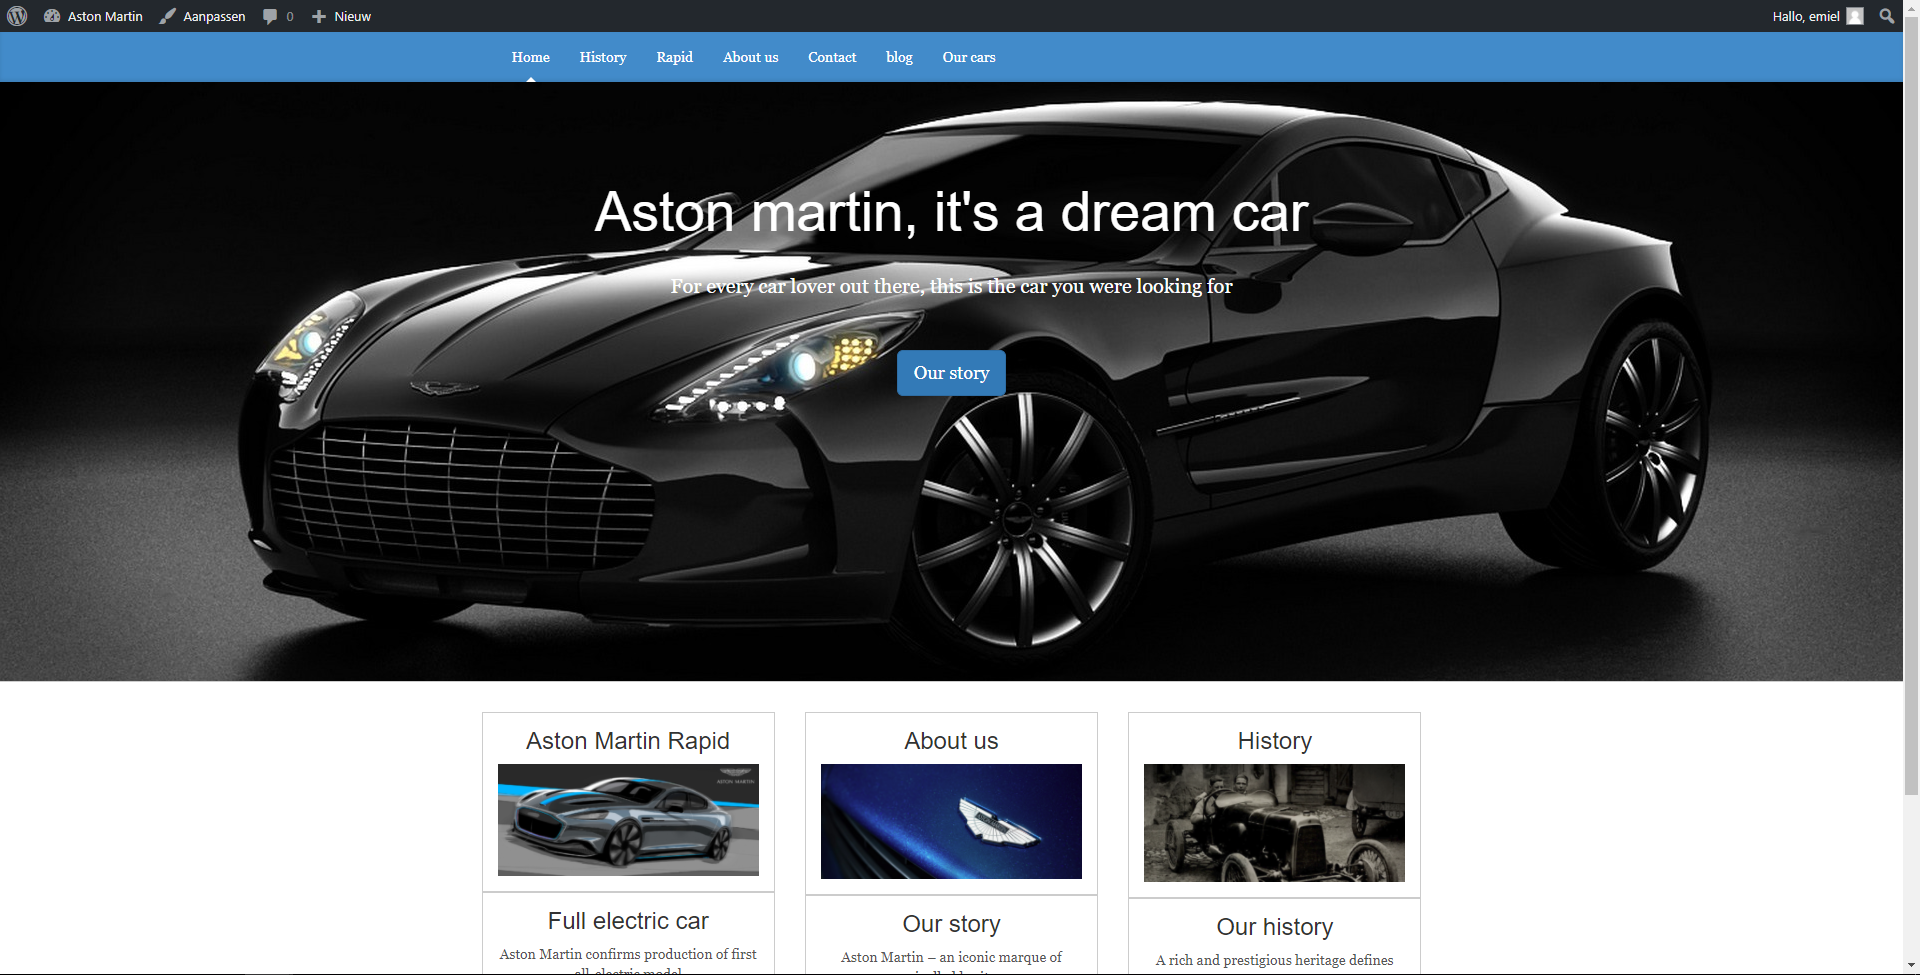 Aston Martin Aanpassen 0 Nieuw Hallo, emiel
Home History Rapid About us Contact blog Our cars
Aston martin, it's a dream car
For every car lover out there, this is the car you were looking for
Our story
Aston Martin Rapid
ASTON MARTIN
Full electric car
Aston Martin confirms production of first
all-electric model
About us
Our story
Aston Martin – an iconic marque of
History
Our history
A rich and prestigious heritage defines